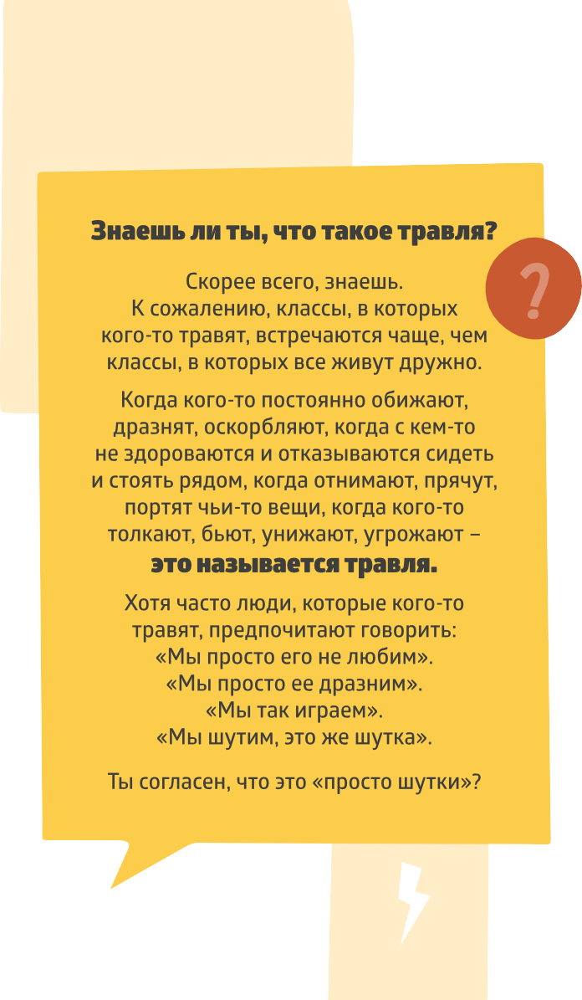 Знаешь ли ты, что такое травля?
Скорее всего, знаешь.
К сожалению, классы, в которых
кого-то травят, встречаются чаще, чем
классы, в которых все живут дружно.
Когда кого-то постоянно обижают,
дразнят, оскорбляют, когда с кем-то
не здороваются и отказываются сидеть
и стоять рядом, когда отнимают, прячут,
портят чьи-то вещи, когда кого-то
толкают, бьют, унижают, угрожают –
это называется травля.
Хотя часто люди, которые кого-то
травят, предпочитают говорить:
«Мы просто его не любим».
«Мы просто ее дразним».
«Мы так играем».
«Мы шутим, это же шутка».
Ты согласен, что это «просто шутки»?
?